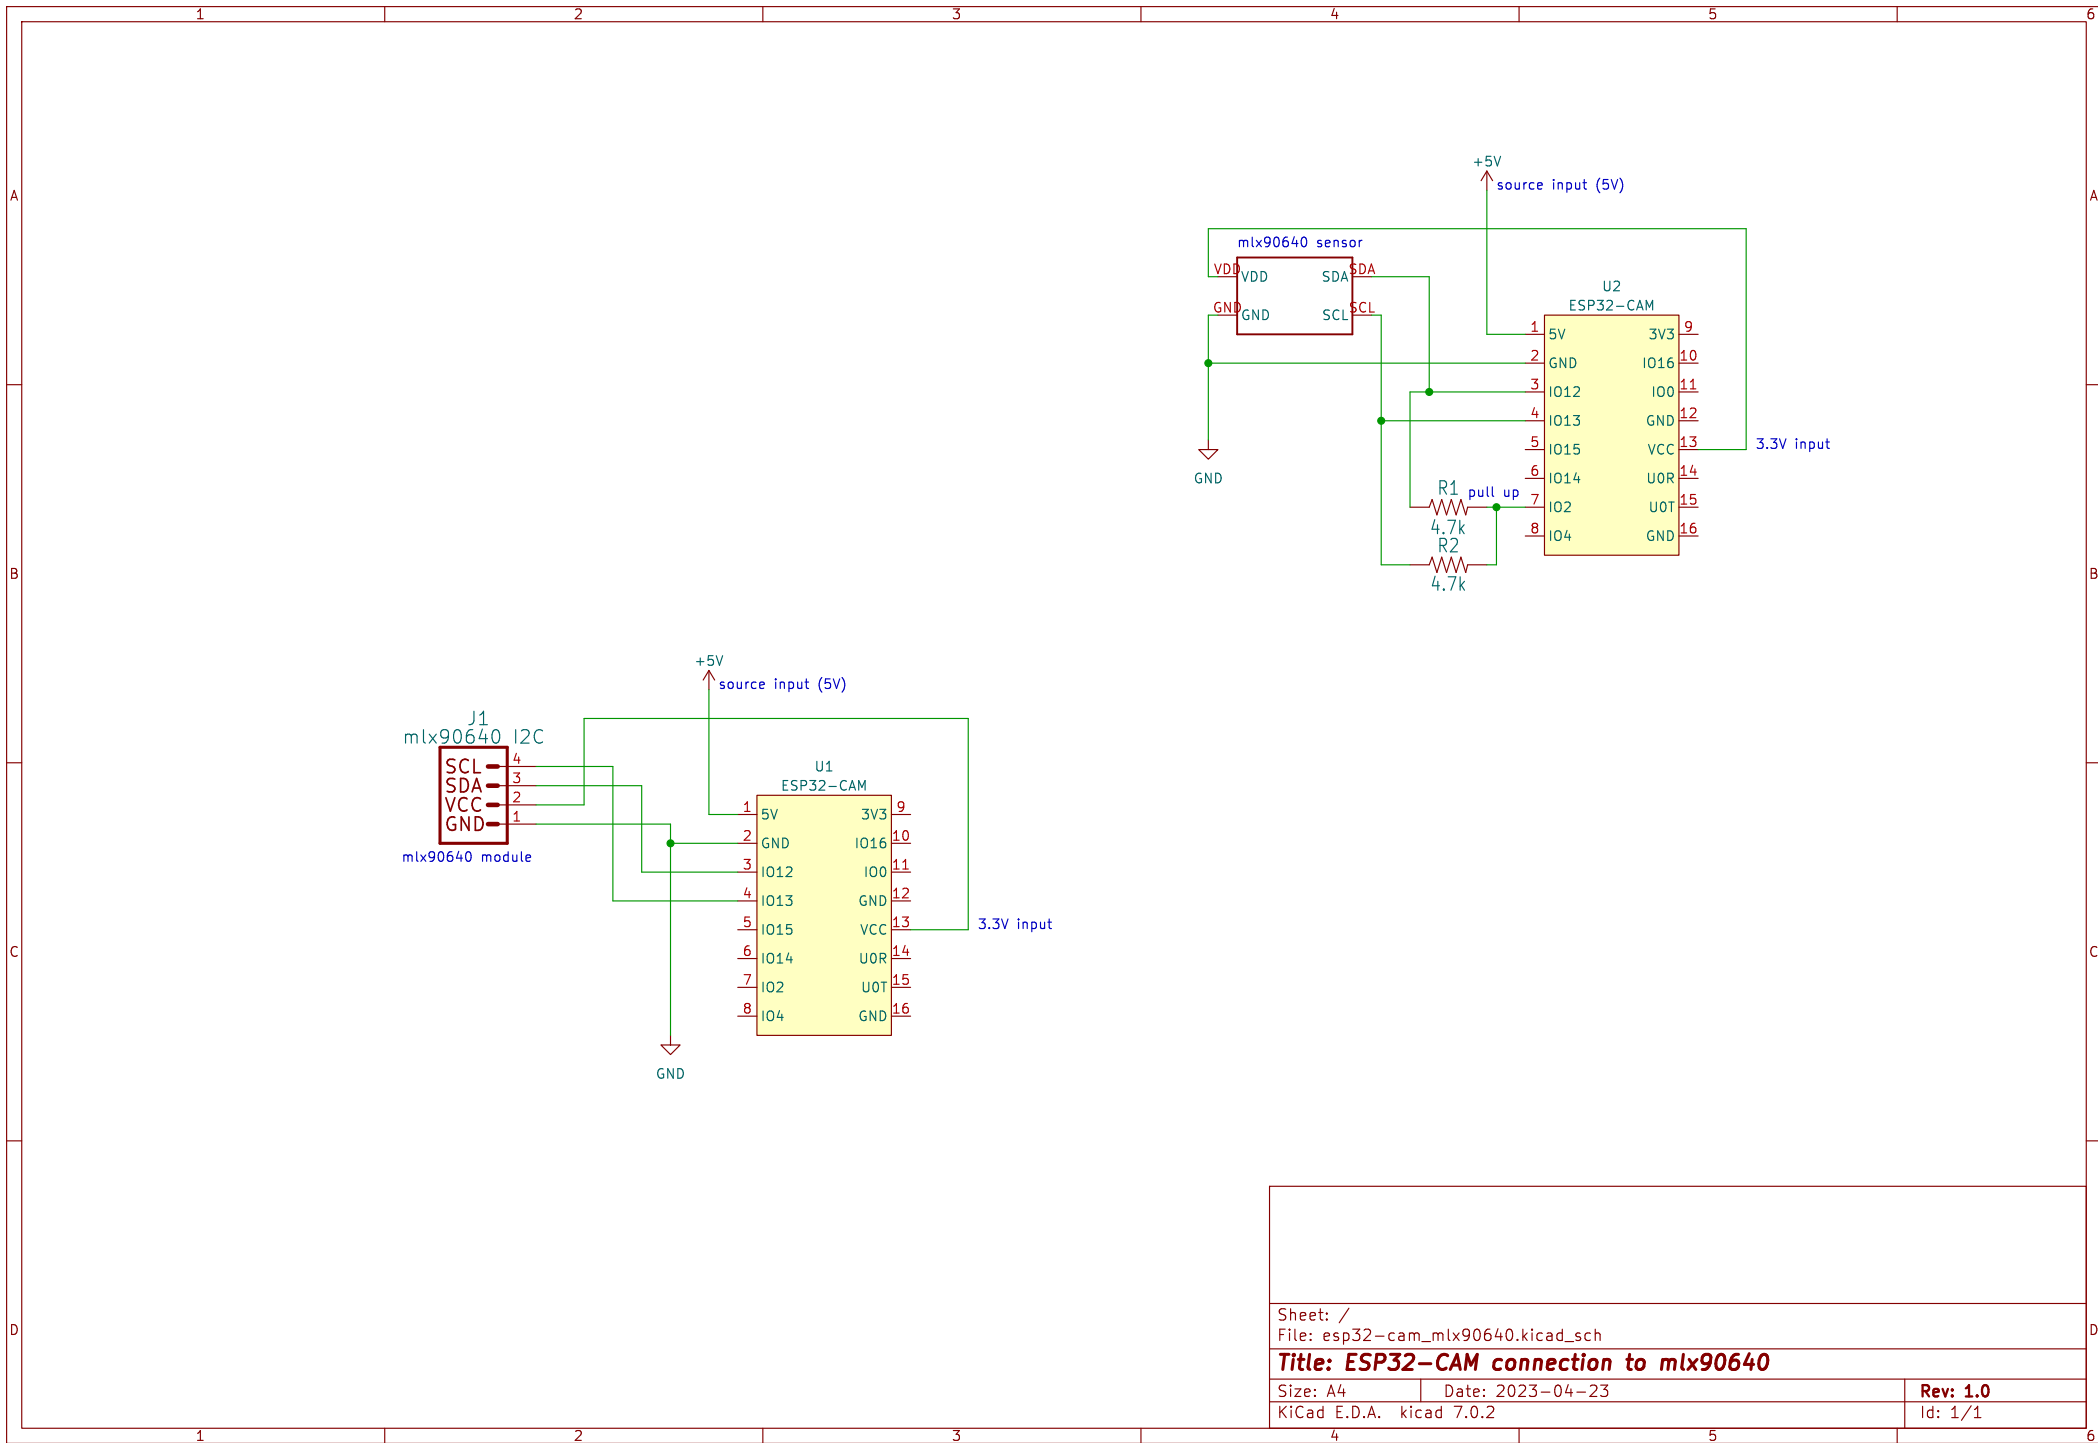 1 2 3 4 5 6
A A
+5V
source input (5V)
mlx90640 sensor
VDD VDD SDA SDA
GND GND SCL SCL
U2
ESP32-CAM
1 5V 3V3 9
2 GND IO16 10
3 IO12 IO0 11
4 IO13 GND 12
5 IO15 VCC 13
3.3V input
6 IO14 U0R 14
7 IO2 U0T 15
8 IO4 GND 16
GND
R1 pull up
4.7k
R2
4.7k
B B
+5V
source input (5V)
J1
mlx90640 I2C
SCL 4
SDA 3
VCC 2
GND 1
mlx90640 module
U1
ESP32-CAM
1 5V 3V3 9
2 GND IO16 10
3 IO12 IO0 11
4 IO13 GND 12
5 IO15 VCC 13
3.3V input
6 IO14 U0R 14
7 IO2 U0T 15
8 IO4 GND 16
GND
C C
Sheet: /
File: esp32-cam_mlx90640.kicad_sch
D D
Title: ESP32-CAM connection to mlx90640
Size: A4 Date: 2023-04-23 Rev: 1.0
KiCad E.D.A. kicad 7.0.2 Id: 1/1
1 2 3 4 5 6